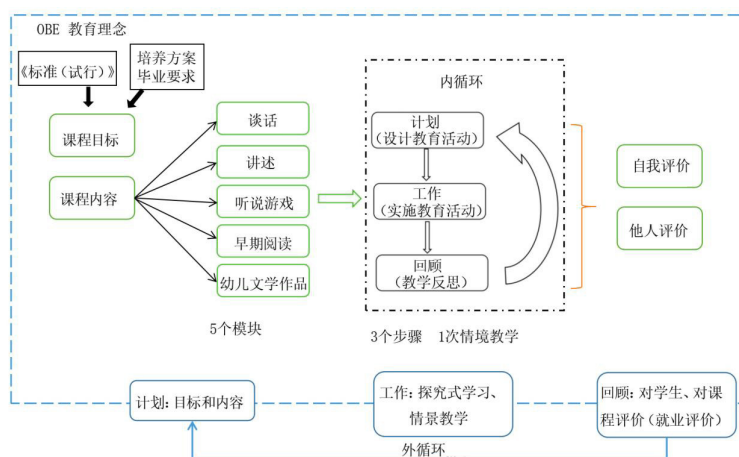 OBE 教育理念
《标准(试行)》
培养方案
毕业要求
课程目标
课程内容
谈话
讲述
听说游戏
早期阅读
幼儿文学作品
5个模块
内循环
计划
(设计教育活动)
工作
(实施教育活动)
回顾
(教学反思)
3个步骤 1次情境教学
自我评价
他人评价
计划:目标和内容
工作:探究式学习、
情景教学
回顾:对学生、对课
程评价(就业评价)
外循环